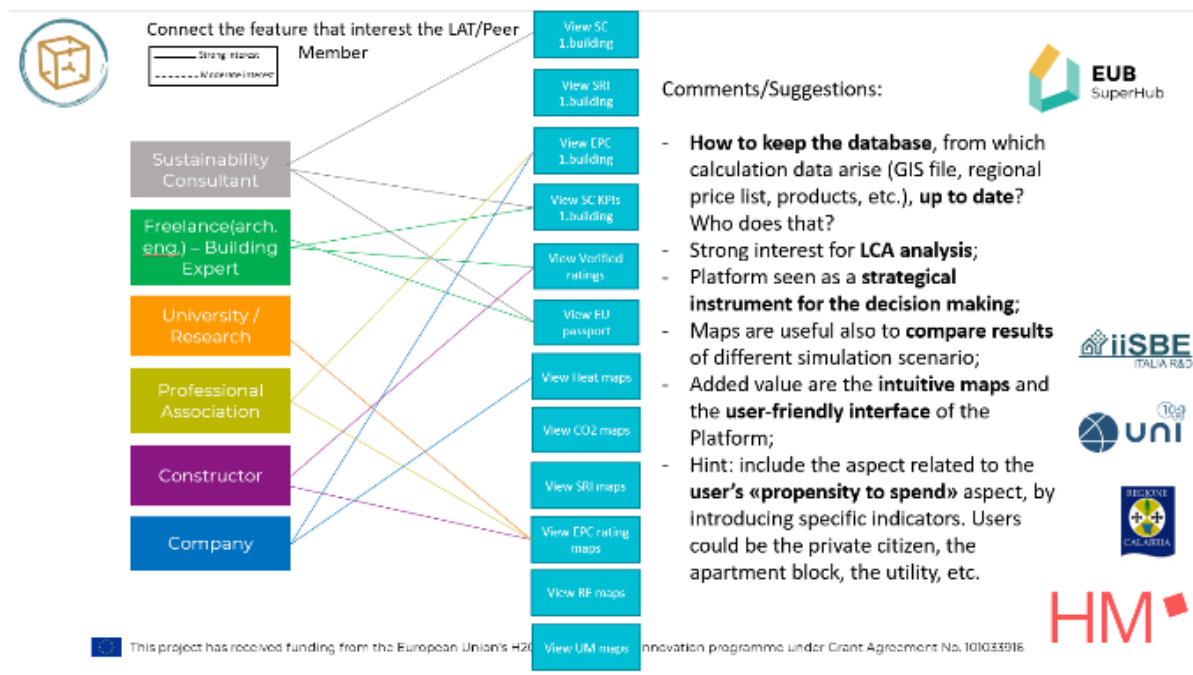 Connect the feature that interest the LAT/Peer
Member
Strong interest
Moderate interest
Sustainability
Consultant
Freelance(arch.
eng.) – Building
Expert
University /
Research
Professional
Association
Constructor
Company
View SC
1.building
View SRI
1.building
View EPC
1.building
View SC KPIs
1.building
View Verified
ratings
View EU
passport
View Heat maps
View CO2 maps
View SRI maps
View EPC rating
maps
View RE maps
View UM maps
Comments/Suggestions:
- How to keep the database, from which
calculation data arise (GIS file, regional
price list, products, etc.), up to date?
Who does that?
- Strong interest for LCA analysis;
- Platform seen as a strategical
instrument for the decision making;
- Maps are useful also to compare results
of different simulation scenario;
- Added value are the intuitive maps and
the user-friendly interface of the
Platform;
- Hint: include the aspect related to the
user's «propensity to spend» aspect, by
introducing specific indicators. Users
could be the private citizen, the
apartment block, the utility, etc.
EUB
SuperHub
iiSBE
ITALIA R&D
uni
REGIONE
CALABRIA
HM
This project has received funding from the European Union's H20 nnovation programme under Grant Agreement No. 101033916